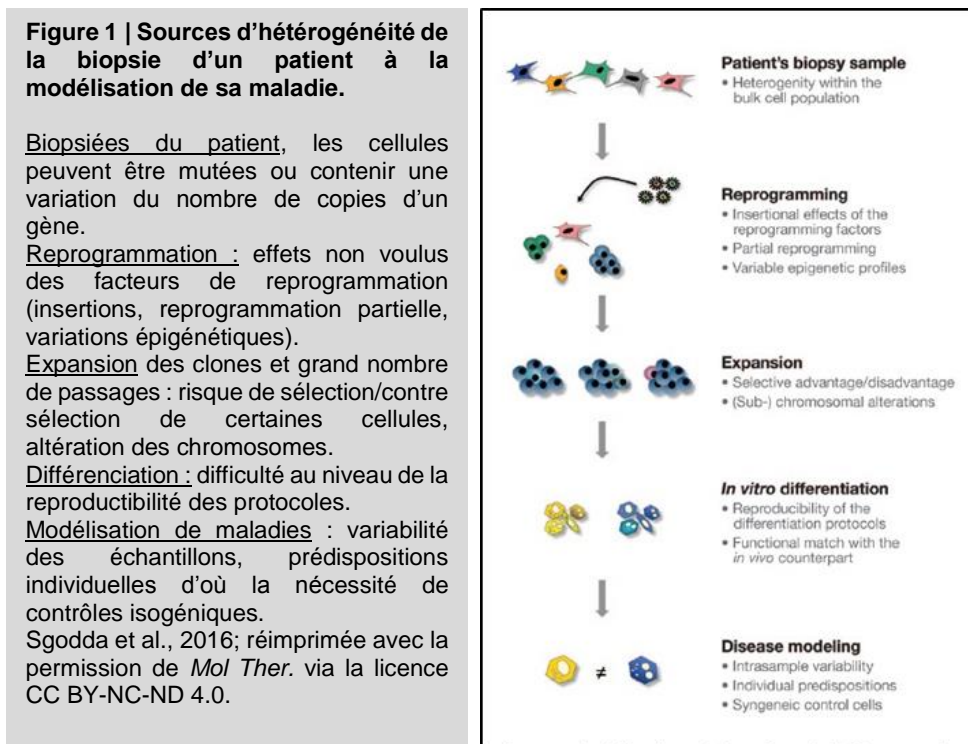 Figure 1 | Sources d'hétérogénéité de
la biopsie d'un patient à la
modélisation de sa maladie.
Biopsiées du patient, les cellules
peuvent être mutées ou contenir une
variation du nombre de copies d'un
gène.
Reprogrammation : effets non voulus
des facteurs de reprogrammation
(insertions, reprogrammation partielle,
variations épigénétiques).
Expansion des clones et grand nombre
de passages : risque de sélection/contre
sélection de certaines cellules,
altération des chromosomes.
Différenciation : difficulté au niveau de la
reproductibilité des protocoles.
Modélisation de maladies : variabilité
des échantillons, prédispositions
individuelles d'où la nécessité de
contrôles isogéniques.
Sgodda et al., 2016; réimprimée avec la
permission de Mol Ther. via la licence
CC BY-NC-ND 4.0.
Patient's biopsy sample
• Heterogenity within the
bulk cell population
Reprogramming
• Insertional effects of the
reprogramming factors
• Partial reprogramming
• Variable epigenetic profiles
Expansion
• Selective advantage/disadvantage
• (Sub-) chromosomal alterations
In vitro differentiation
• Reproducibility of the
differentiation protocols
• Functional match with the
in vivo counterpart
≠
Disease modeling
• Intrasample variability
• Individual predispositions
• Syngeneic control cells